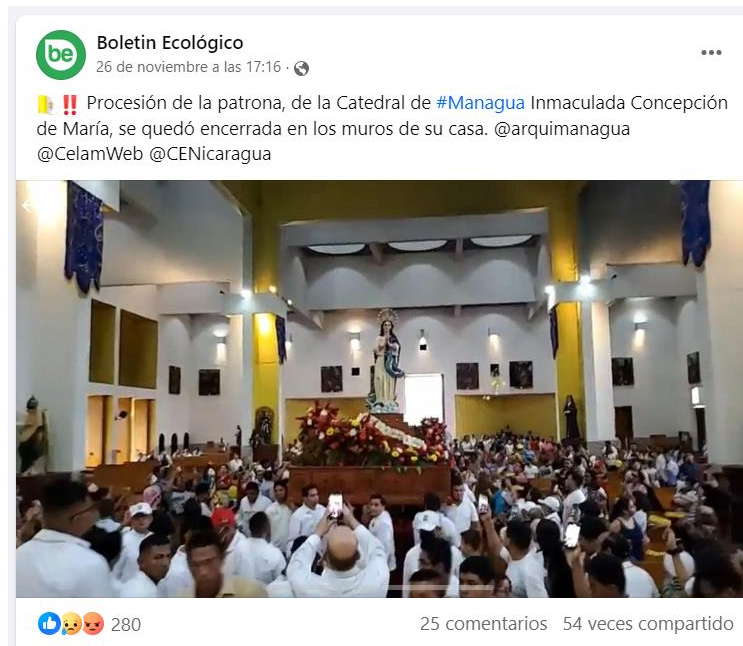 be
Boletin Ecológico
26 de noviembre a las 17:16 ·
Procesión de la patrona, de la Catedral de #Managua Inmaculada Concepción
de María, se quedó encerrada en los muros de su casa. @arquimanagua
@CelamWeb @CENicaragua
280
25 comentarios 54 veces compartido